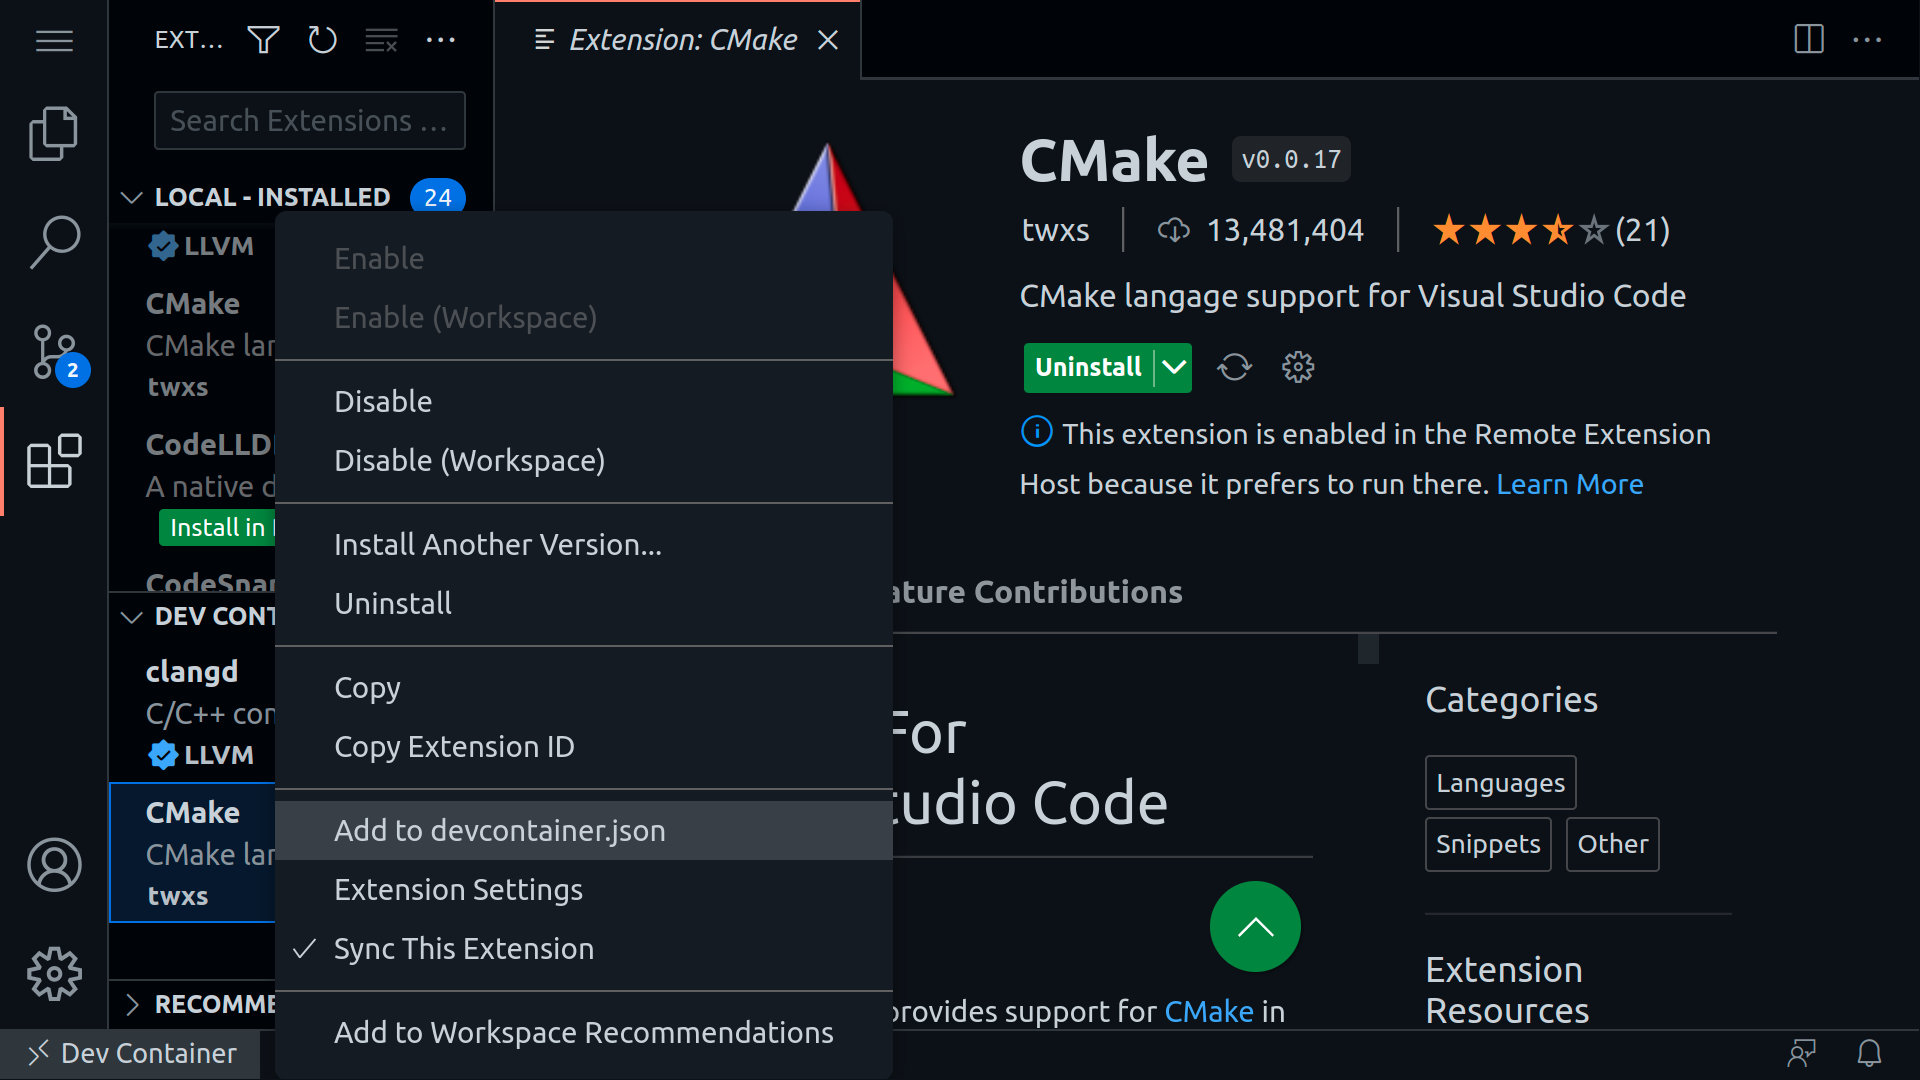 EXT...
Search Extensions ...
LOCAL - INSTALLED 24
LLVM
CMake
CMake lan
twxs
CodeLLD
A native d
Install in
CodeSnap
DEV CONT
clangd
C/C++ com
LLVM
CMake
CMake lan
twxs
RECOMME
Dev Container
2
Enable
Enable (Workspace)
Disable
Disable (Workspace)
Install Another Version...
Uninstall
Copy
Copy Extension ID
Add to devcontainer.json
Extension Settings
Sync This Extension
Add to Workspace Recommendations
Extension: CMake
CMake v0.0.17
twxs 13,481,404 (21)
CMake langage support for Visual Studio Code
Uninstall
This extension is enabled in the Remote Extension
Host because it prefers to run there. Learn More
ature Contributions
For
tudio Code
provides support for CMake in
Categories
Languages
Snippets Other
Extension
Resources